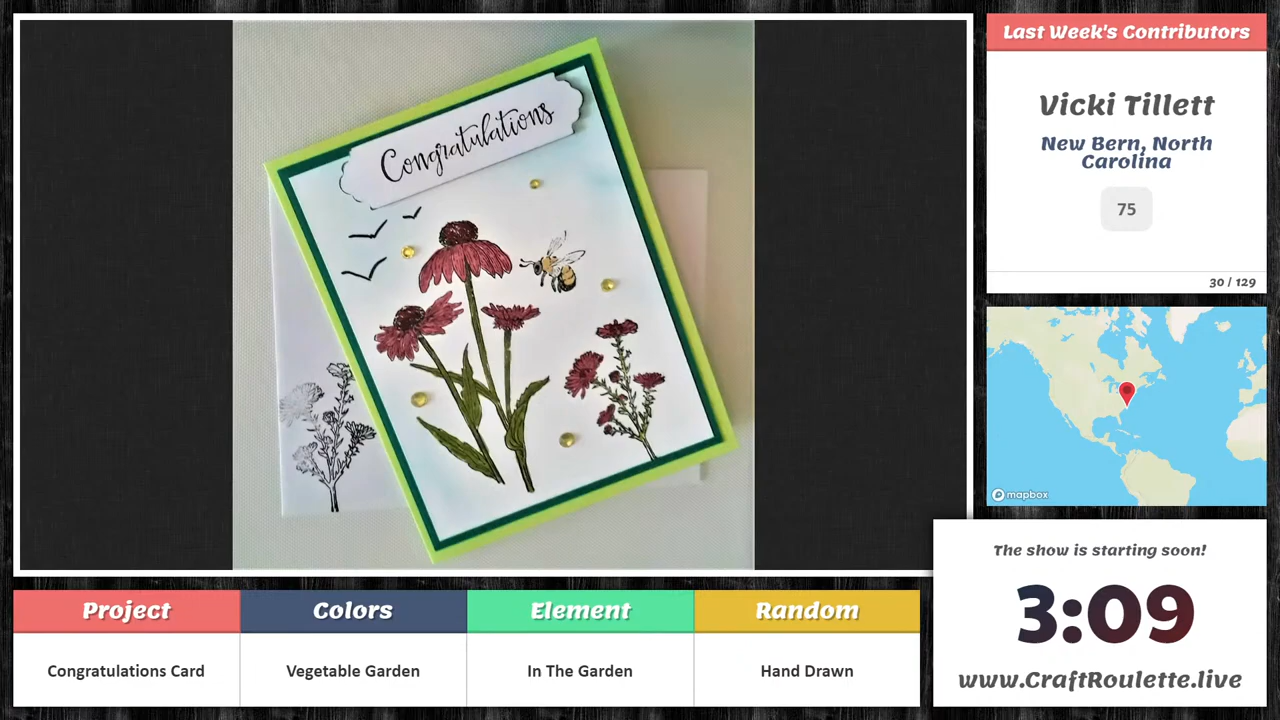 Last Week's Contributors
Vicki Tillett
New Bern, North
Carolina
75
30 / 129
Congratulations
mapbox
The show is starting soon!
3:09
www.CraftRoulette.live
Project
Colors
Element
Random
Congratulations Card
Vegetable Garden
In The Garden
Hand Drawn